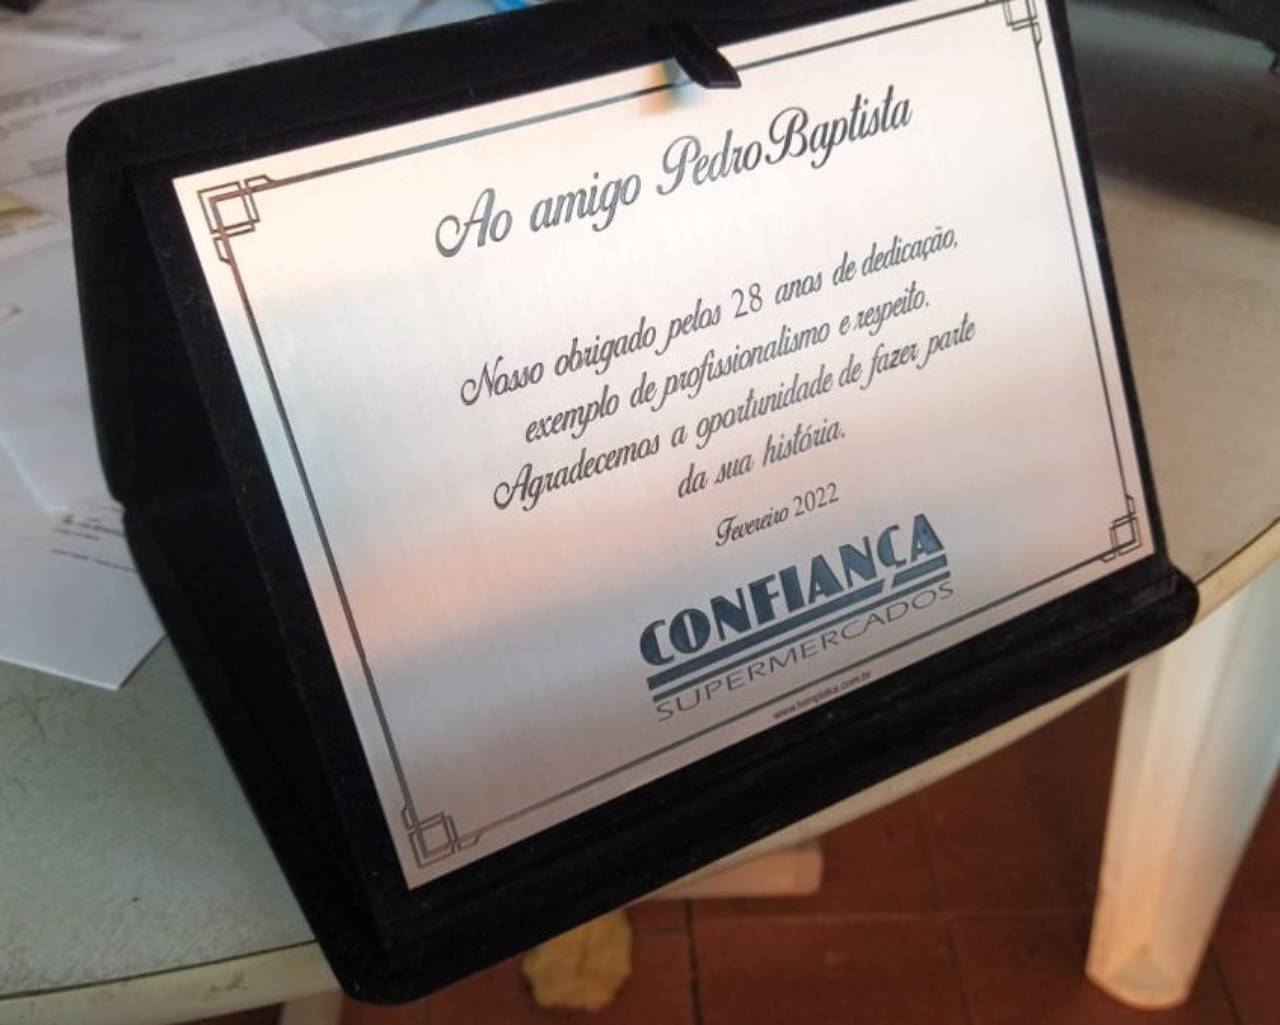 Ao amigo Pedro Baptista
Nosso obrigado pelos 28 anos de dedicação,
exemplo de profissionalismo e respeito.
Agradecemos a oportunidade de fazer parte
da sua história.
Fevereiro 2022
CONFIANÇA
SUPERMERCADOS